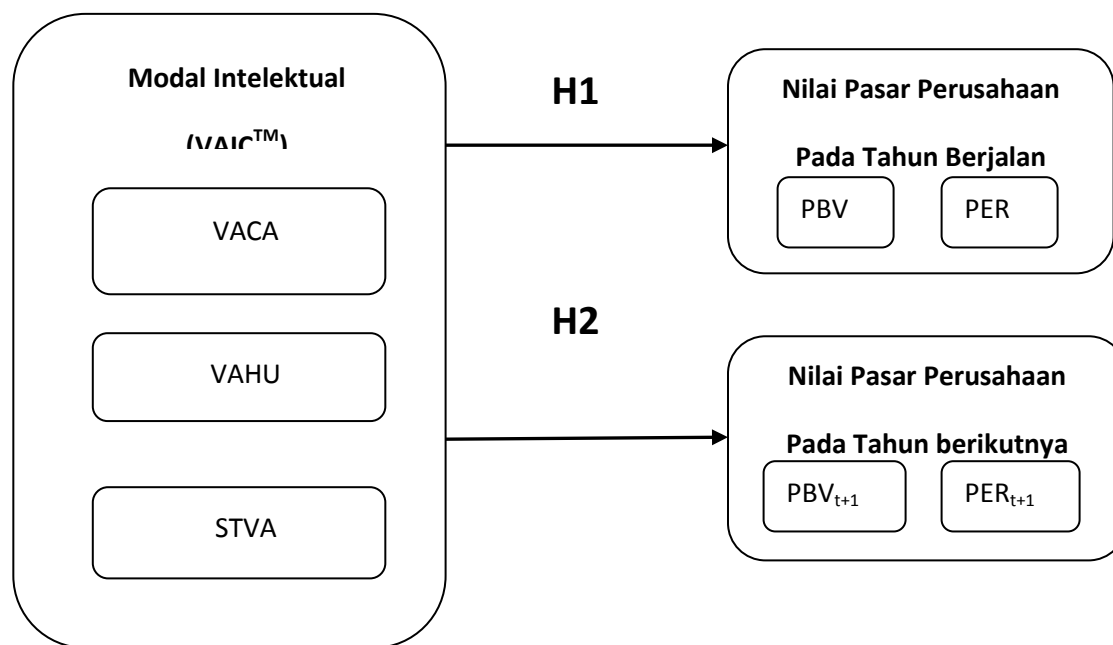 Modal Intelektual
(VAIC™)
VACA
VAHU
STVA
H1
H2
Nilai Pasar Perusahaan
Pada Tahun Berjalan
PBV
PER
Nilai Pasar Perusahaan
Pada Tahun berikutnya
PBVt+1
PERt+1